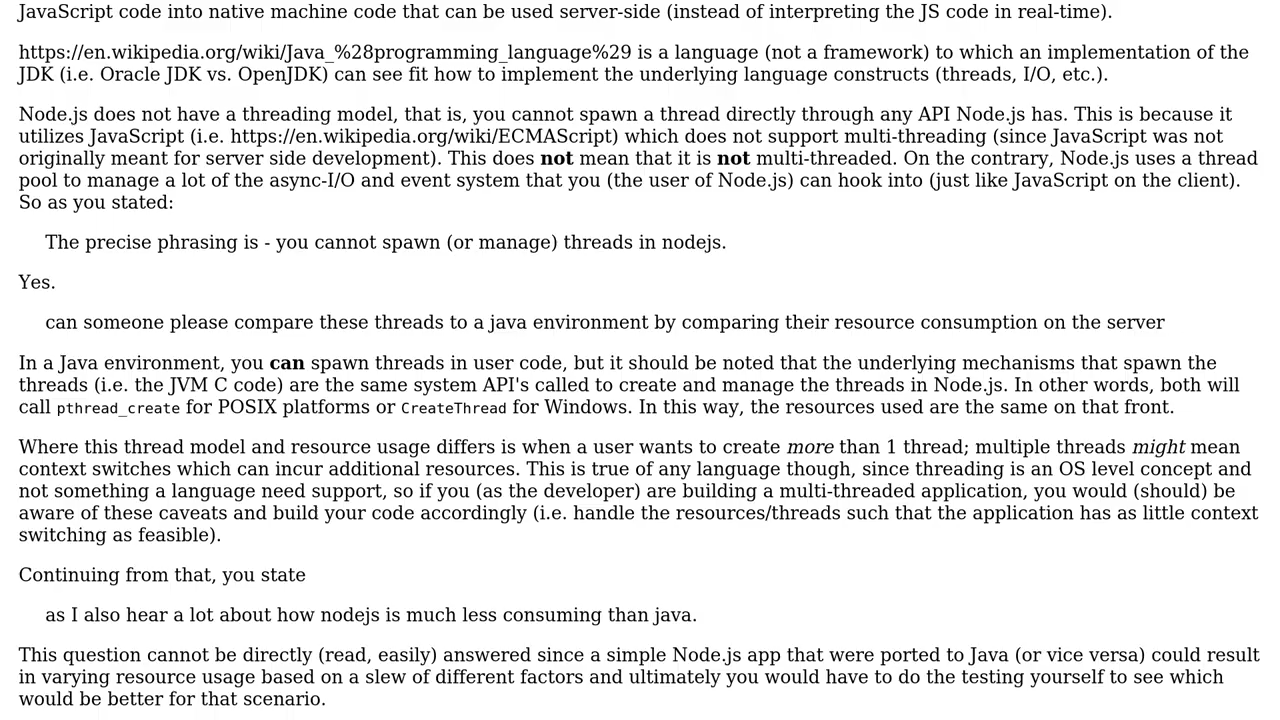 JavaScript code into native machine code that can be used server-side (instead of interpreting the JS code in real-time).
https://en.wikipedia.org/wiki/Java_%28programming_language%29 is a language (not a framework) to which an implementation of the
JDK (i.e. Oracle JDK vs. OpenJDK) can see fit how to implement the underlying language constructs (threads, I/O, etc.).
Node.js does not have a threading model, that is, you cannot spawn a thread directly through any API Node.js has. This is because it
utilizes JavaScript (i.e. https://en.wikipedia.org/wiki/ECMAScript) which does not support multi-threading (since JavaScript was not
originally meant for server side development). This does not mean that it is not multi-threaded. On the contrary, Node.js uses a thread
pool to manage a lot of the async-I/O and event system that you (the user of Node.js) can hook into (just like JavaScript on the client).
So as you stated:
The precise phrasing is - you cannot spawn (or manage) threads in nodejs.
Yes.
can someone please compare these threads to a java environment by comparing their resource consumption on the server
In a Java environment, you can spawn threads in user code, but it should be noted that the underlying mechanisms that spawn the
threads (i.e. the JVM C code) are the same system API's called to create and manage the threads in Node.js. In other words, both will
call pthread_create for POSIX platforms or CreateThread for Windows. In this way, the resources used are the same on that front.
Where this thread model and resource usage differs is when a user wants to create more than 1 thread; multiple threads might mean
context switches which can incur additional resources. This is true of any language though, since threading is an OS level concept and
not something a language need support, so if you (as the developer) are building a multi-threaded application, you would (should) be
aware of these caveats and build your code accordingly (i.e. handle the resources/threads such that the application has as little context
switching as feasible).
Continuing from that, you state
as I also hear a lot about how nodejs is much less consuming than java.
This question cannot be directly (read, easily) answered since a simple Node.js app that were ported to Java (or vice versa) could result
in varying resource usage based on a slew of different factors and ultimately you would have to do the testing yourself to see which
would be better for that scenario.